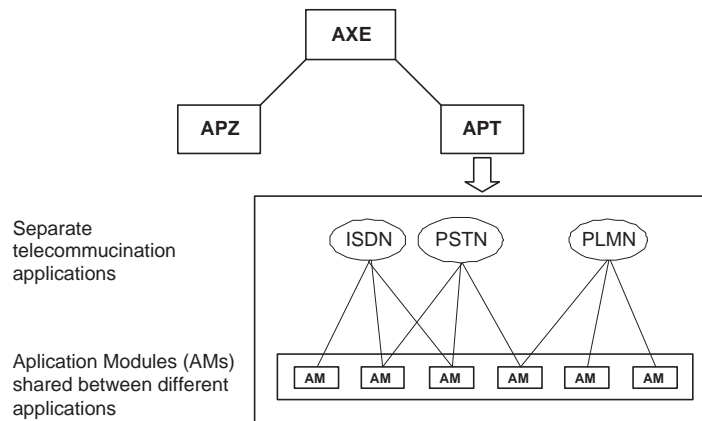 AXE
APZ
APT
Separate
telecommucination
applications
ISDN
PSTN
PLMN
Aplication Modules (AMs)
shared between different
applications
AM
AM
AM
AM
AM
AM